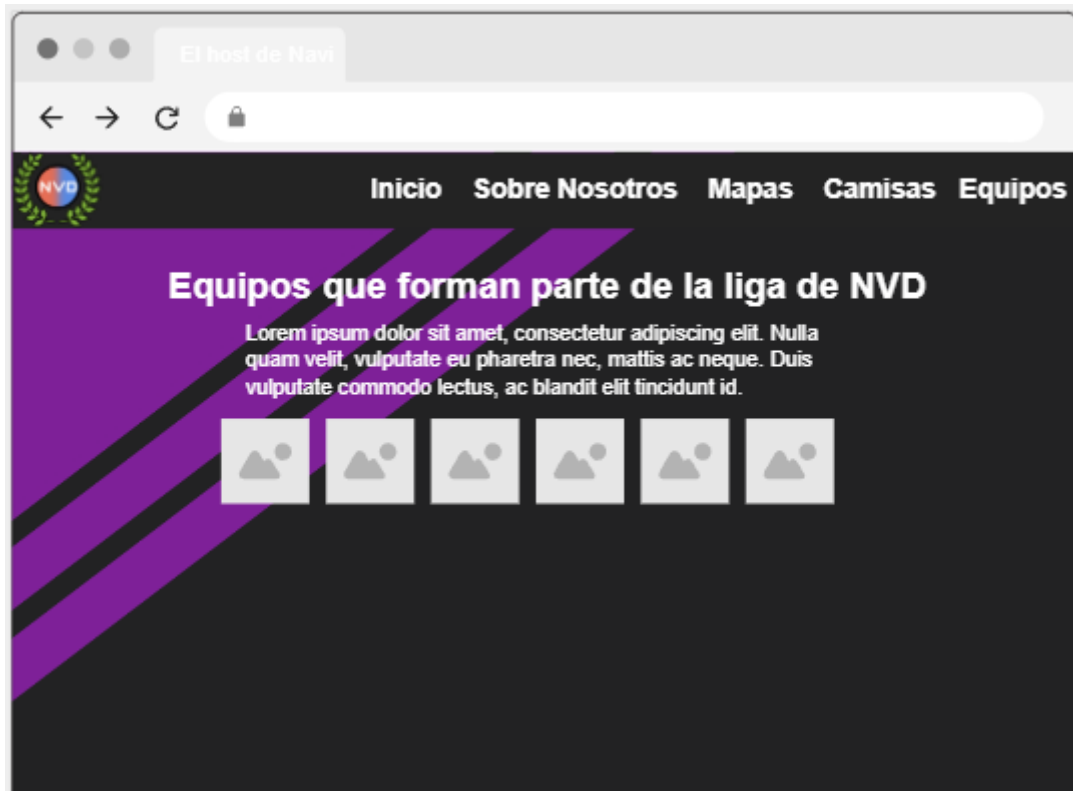 El host de Navi
NVD
Inicio Sobre Nosotros Mapas Camisas Equipos
Equipos que forman parte de la liga de NVD
Lorem ipsum dolor sit amet, consectetur adipiscing elit. Nulla
quam velit, vulputate eu pharetra nec, mattis ac neque. Duis
vulputate commodo lectus, ac blandit elit tincidunt id.